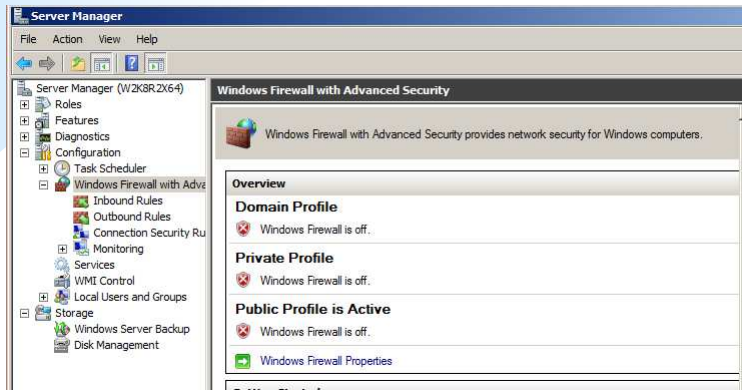 Server Manager
File Action View Help
Server Manager (W2K8R2X64)
Roles
Features
Diagnostics
Configuration
Task Scheduler
Windows Firewall with Adva
Inbound Rules
Outbound Rules
Connection Security Ru
Monitoring
Services
WMI Control
Local Users and Groups
Storage
Windows Server Backup
Disk Management
Windows Firewall with Advanced Security
Windows Firewall with Advanced Security provides network security for Windows computers.
Overview
Domain Profile
Windows Firewall is off.
Private Profile
Windows Firewall is off.
Public Profile is Active
Windows Firewall is off.
Windows Firewall Properties